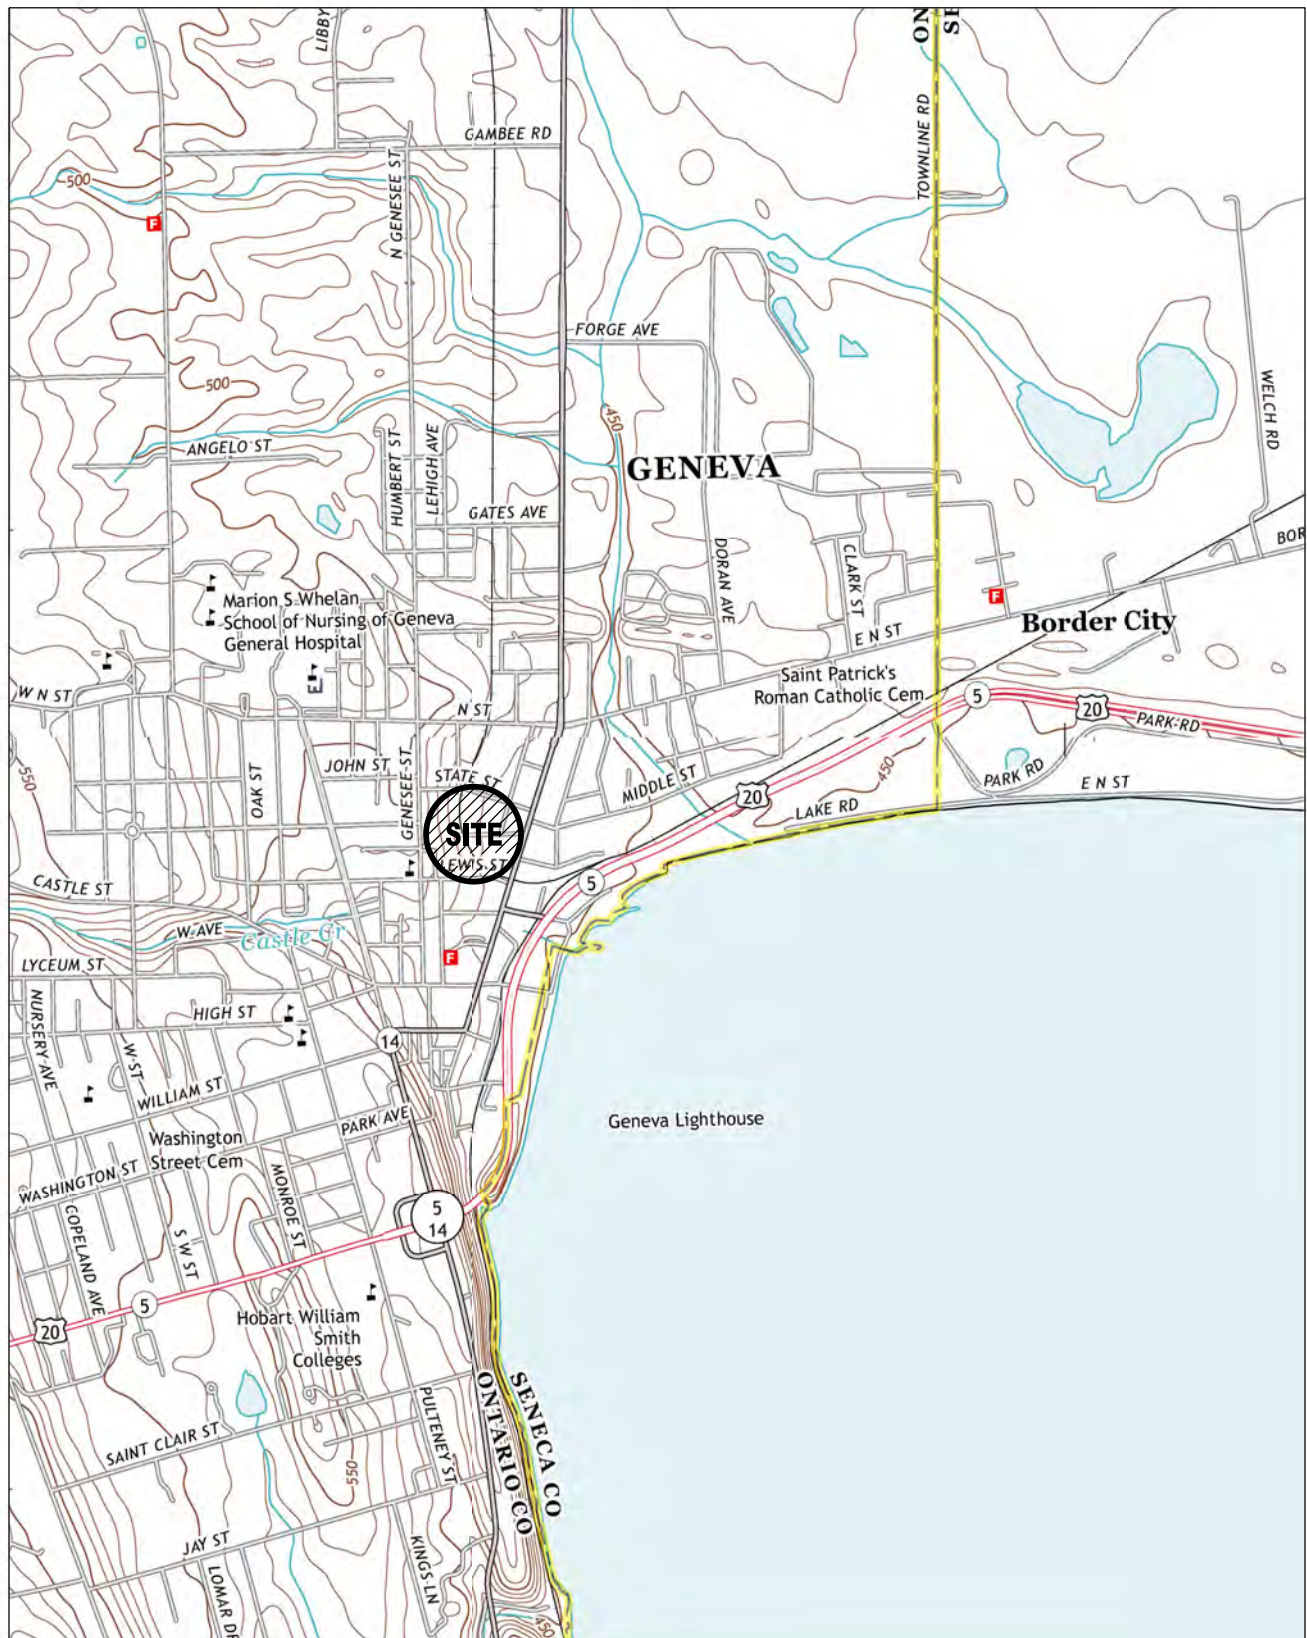 LIBBY
ON
SE
GAMBEE RD
N GENESEE ST
TOWNLINE RD
500
F
FORGE AVE
500
WELCH RD
450
ANGELO ST
HUMBERT ST
LEHIGH AVE
GENEVA
GATES AVE
DORAN AVE
CLARK ST
BOR
F
Marion S Whelan
School of Nursing of Geneva
General Hospital
Border City
E N ST
Saint Patrick's
Roman Catholic Cem
W N ST
N ST
5
20
PARK RD
550
JOHN ST
STATE ST
GENESEE ST
OAK ST
MIDDLE ST
20
450
PARK RD
E N ST
LAKE RD
SITE
LEWIS ST
5
CASTLE ST
W AVE
Castle Cr
F
LYCEUM ST
NURSERY AVE
HIGH ST
14
W ST
WILLIAM ST
PARK AVE
Geneva Lighthouse
Washington
Street Cem
WASHINGTON ST
MONROE ST
COPELAND AVE
S W ST
5
14
5
20
Hobart William
Smith
Colleges
SENECA CO
ONTARIO CO
PULTENEY ST
SAINT CLAIR ST
550
JAY ST
KINGS LN
LOMAR DR
450